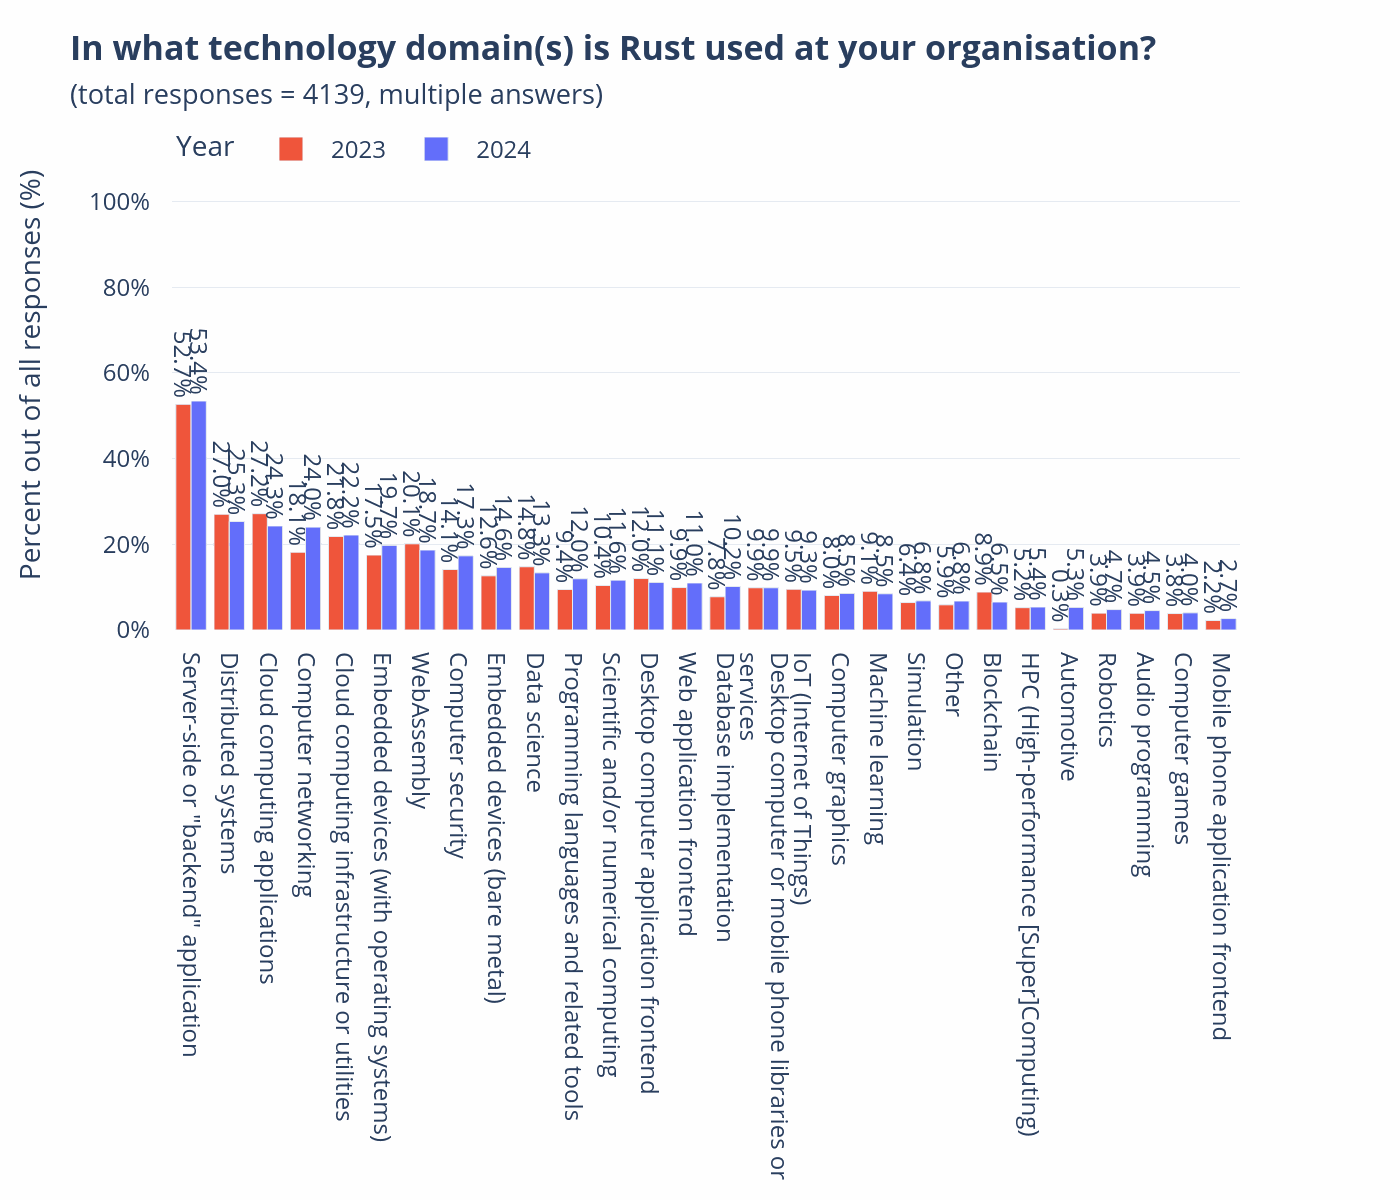 In what technology domain(s) is Rust used at your organisation?
(total responses = 4139, multiple answers)
Year
2023
2024
Percent out of all responses (%)
100%
80%
60%
40%
20%
0%
52.7%
53.4%
27.0%
25.3%
27.2%
24.3%
18.1%
24.0%
21.8%
22.2%
17.5%
19.7%
20.1%
18.7%
14.1%
17.3%
12.6%
14.6%
14.8%
13.3%
9.4%
12.0%
10.4%
11.6%
12.0%
11.1%
9.9%
11.0%
7.8%
10.2%
9.9%
9.9%
9.5%
9.3%
8.0%
8.5%
9.1%
8.5%
6.4%
6.8%
5.9%
6.8%
8.9%
6.5%
5.2%
5.4%
0.3%
5.3%
3.9%
4.7%
3.9%
4.5%
3.8%
4.0%
2.2%
2.7%
Server-side or "backend" application
Distributed systems
Cloud computing applications
Computer networking
Cloud computing infrastructure or utilities
Embedded devices (with operating systems)
WebAssembly
Computer security
Embedded devices (bare metal)
Data science
Programming languages and related tools
Scientific and/or numerical computing
Desktop computer application frontend
Web application frontend
Database implementation
Desktop computer or mobile phone libraries or
services
IoT (Internet of Things)
Computer graphics
Machine learning
Simulation
Other
Blockchain
HPC (High-performance [Super]Computing)
Automotive
Robotics
Audio programming
Computer games
Mobile phone application frontend